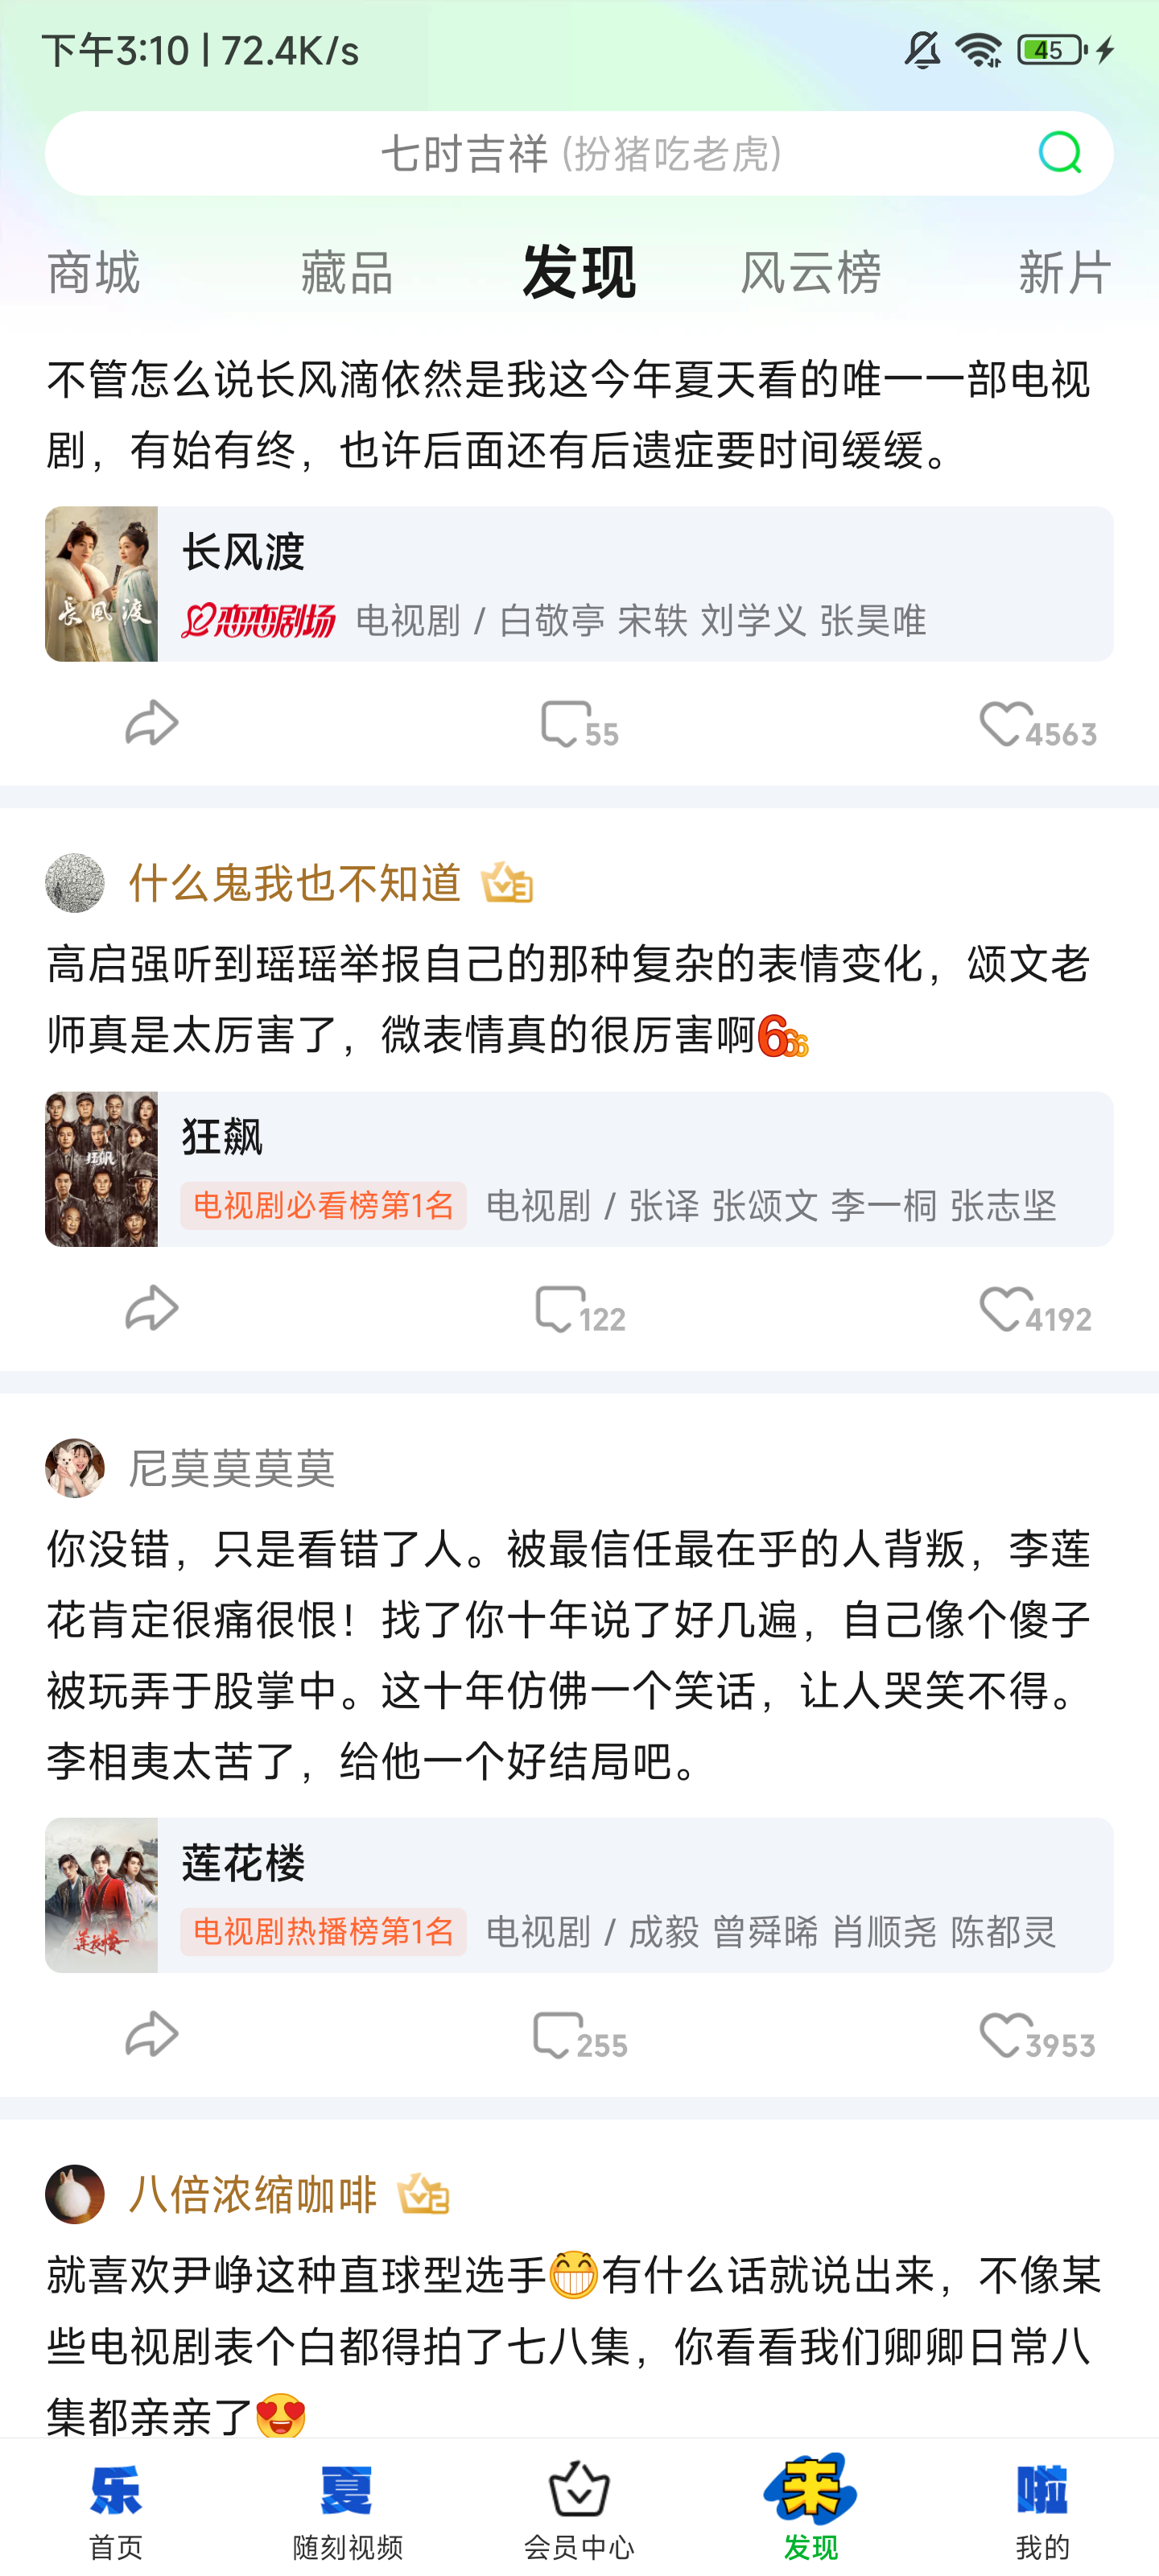 下午3:10 | 72.4K/s
45
七时吉祥 (扮猪吃老虎)
商城 藏品 发现 风云榜 新片
不管怎么说长风滴依然是我这今年夏天看的唯一一部电视
剧，有始有终，也许后面还有后遗症要时间缓缓。
長風渡
长风渡
恋恋剧场 电视剧 / 白敬亭 宋轶 刘学义 张昊唯
55 4563
什么鬼我也不知道 3
高启强听到瑶瑶举报自己的那种复杂的表情变化，颂文老
师真是太厉害了，微表情真的很厉害啊666
狂飙
狂飙
电视剧必看榜第1名 电视剧 / 张译 张颂文 李一桐 张志坚
122 4192
尼莫莫莫莫
你没错，只是看错了人。被最信任最在乎的人背叛，李莲
花肯定很痛很恨！找了你十年说了好几遍，自己像个傻子
被玩弄于股掌中。这十年仿佛一个笑话，让人哭笑不得。
李相夷太苦了，给他一个好结局吧。
莲花楼
莲花楼
电视剧热播榜第1名 电视剧 / 成毅 曾舜晞 肖顺尧 陈都灵
255 3953
八倍浓缩咖啡 2
就喜欢尹峥这种直球型选手😁有什么话就说出来，不像某
些电视剧表个白都得拍了七八集，你看看我们卿卿日常八
集都亲亲了😍
乐 夏 来 啦
首页 随刻视频 会员中心 发现 我的